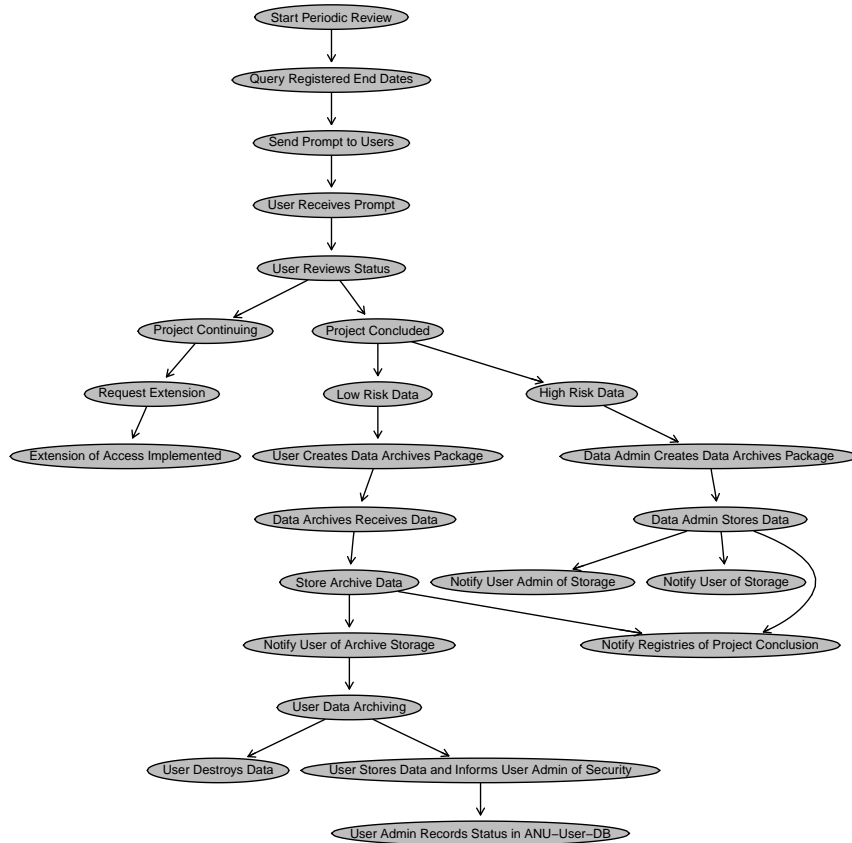 Start Periodic Review
Query Registered End Dates
Send Prompt to Users
User Receives Prompt
User Reviews Status
Project Continuing
Project Concluded
Request Extension
Low Risk Data
High Risk Data
Extension of Access Implemented
User Creates Data Archives Package
Data Admin Creates Data Archives Package
Data Archives Receives Data
Data Admin Stores Data
Store Archive Data
Notify User Admin of Storage
Notify User of Storage
Notify User of Archive Storage
Notify Registries of Project Conclusion
User Data Archiving
User Destroys Data
User Stores Data and Informs User Admin of Security
User Admin Records Status in ANU−User−DB